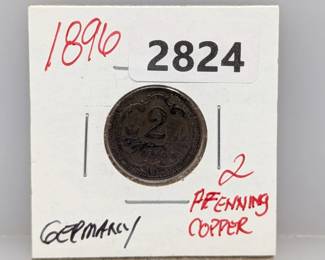 1896
2824
2
2
PFENNING
COPPER
GERMANY